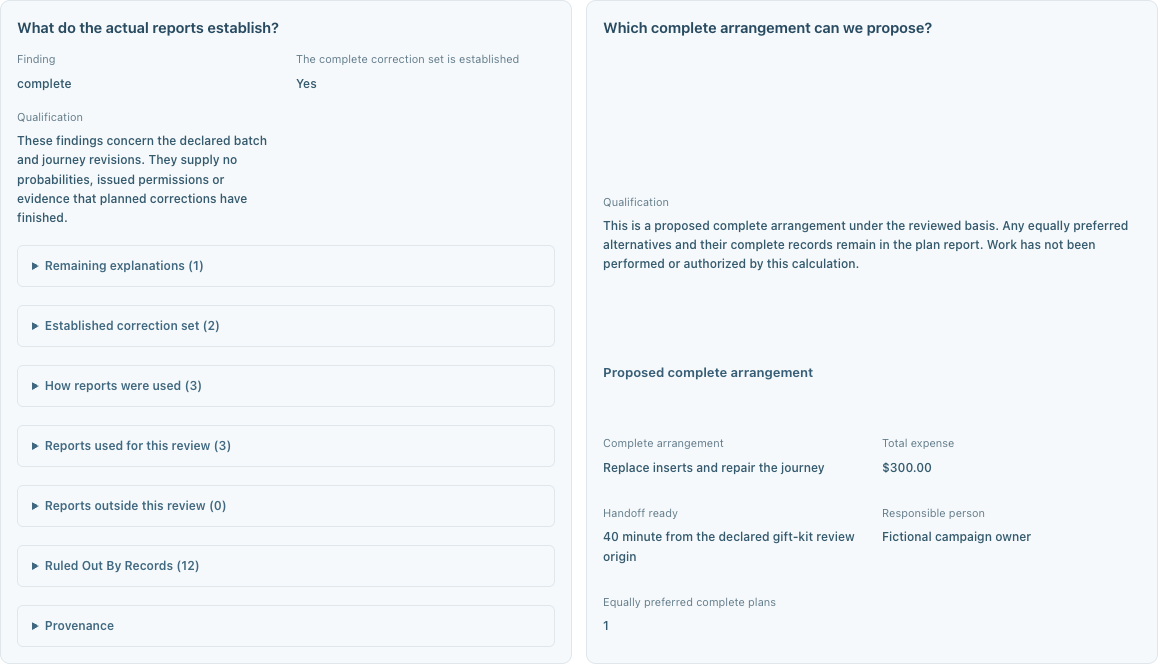 What do the actual reports establish?
Finding
complete
The complete correction set is established
Yes
Qualification
These findings concern the declared batch
and journey revisions. They supply no
probabilities, issued permissions or
evidence that planned corrections have
finished.
Remaining explanations (1)
Established correction set (2)
How reports were used (3)
Reports used for this review (3)
Reports outside this review (0)
Ruled Out By Records (12)
Provenance
Which complete arrangement can we propose?
Qualification
This is a proposed complete arrangement under the reviewed basis. Any equally preferred
alternatives and their complete records remain in the plan report. Work has not been
performed or authorized by this calculation.
Proposed complete arrangement
Complete arrangement
Replace inserts and repair the journey
Total expense
$300.00
Handoff ready
40 minute from the declared gift-kit review
origin
Responsible person
Fictional campaign owner
Equally preferred complete plans
1